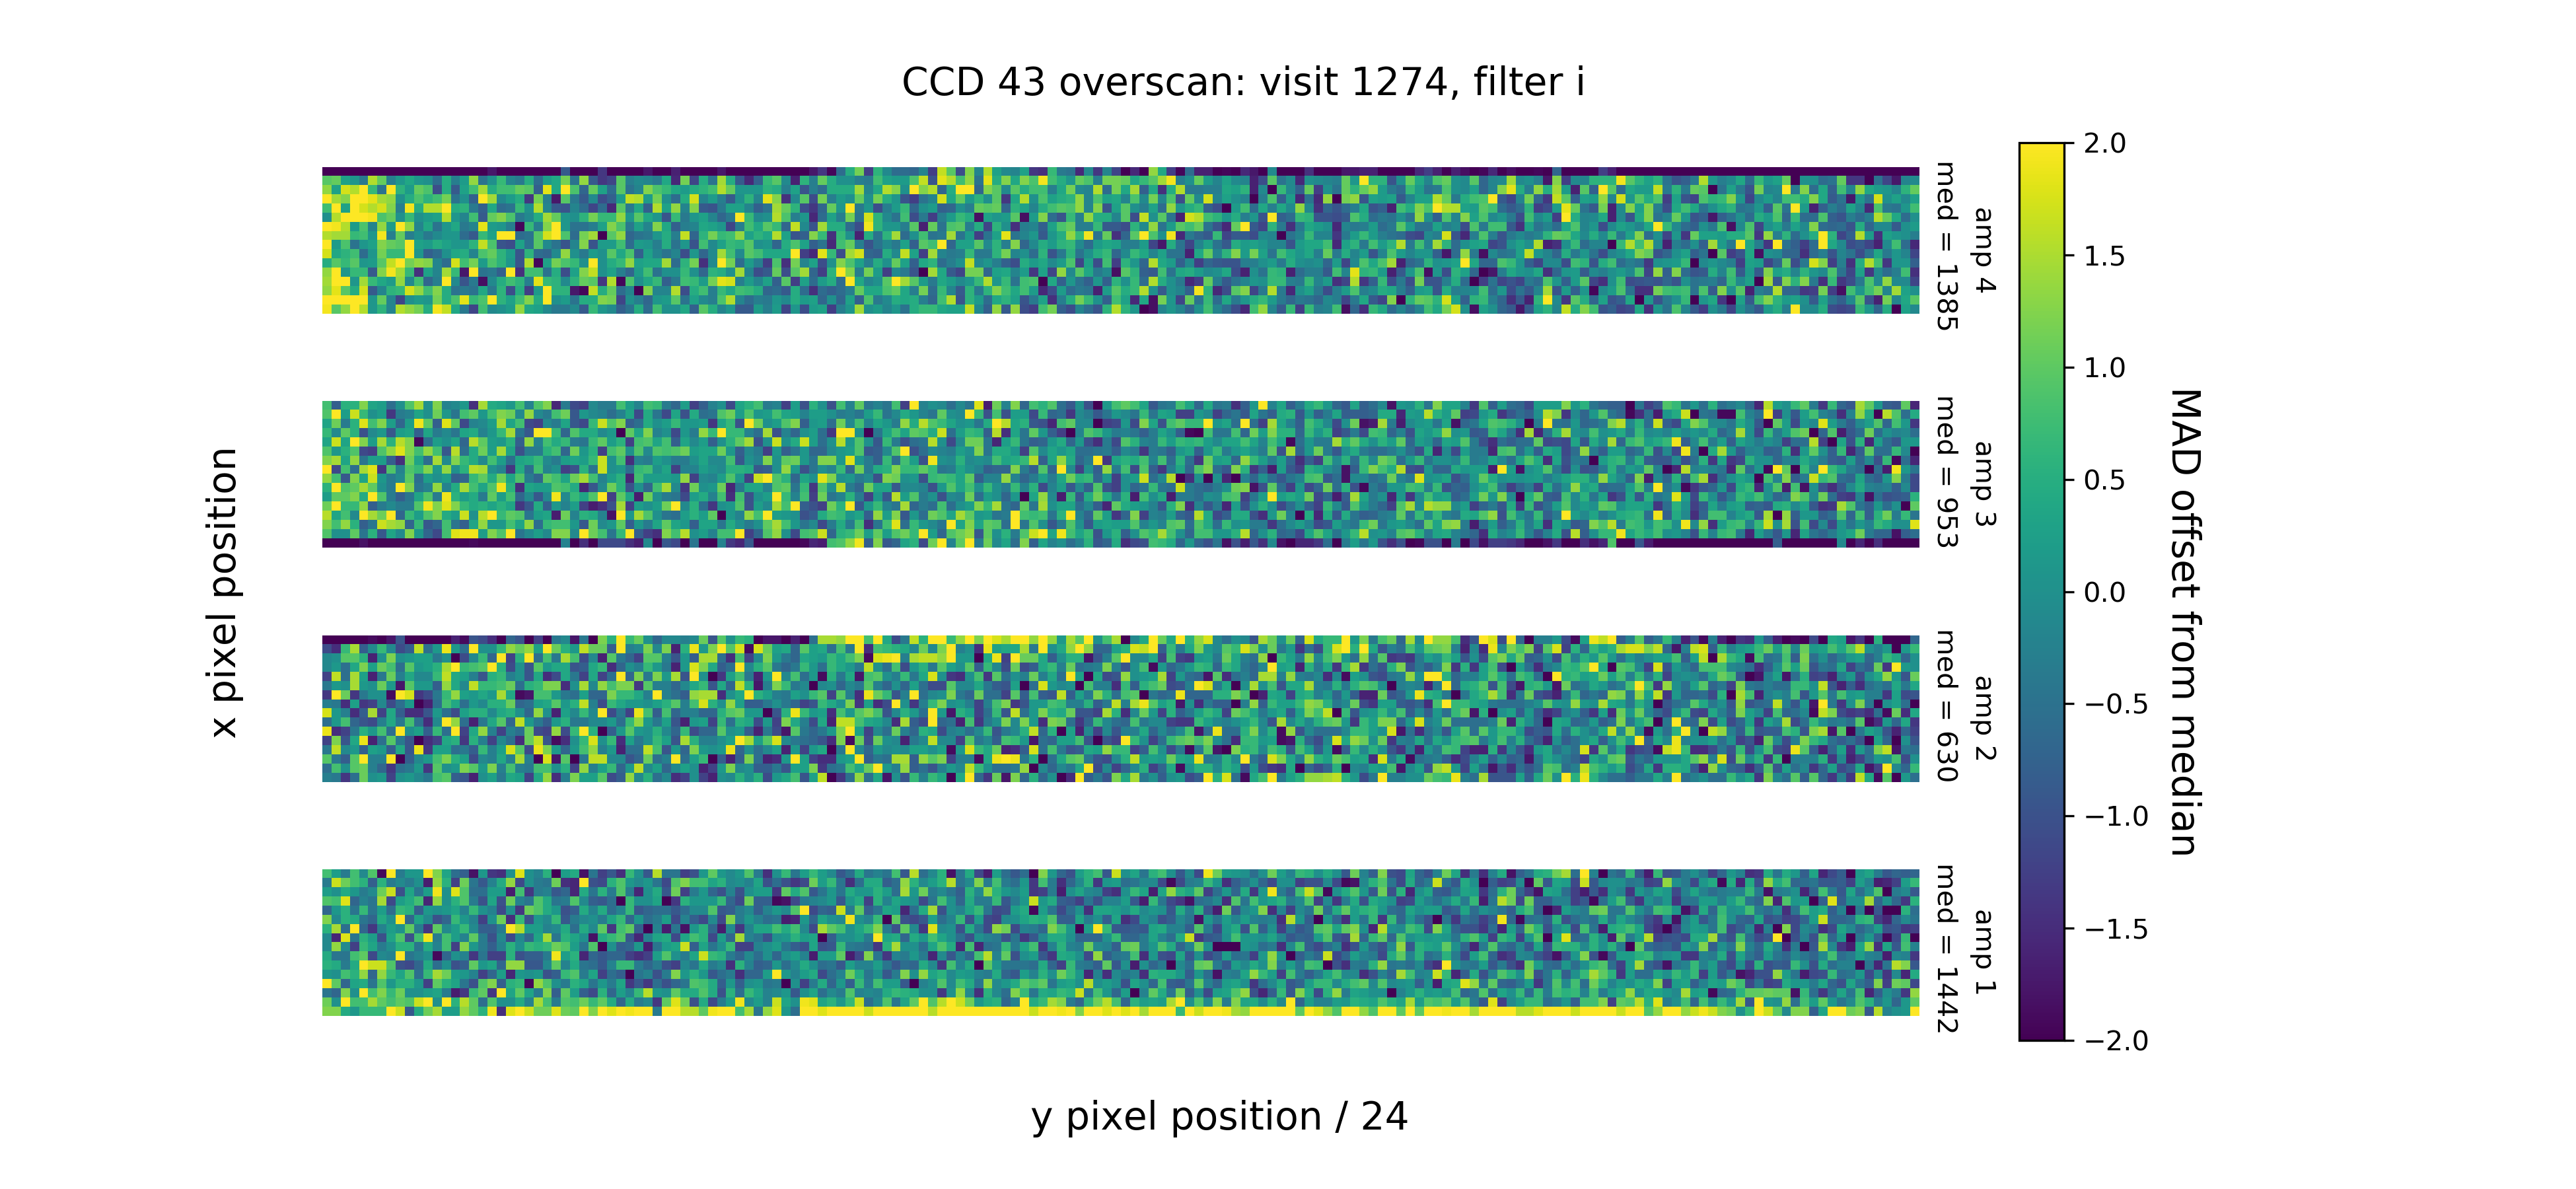 CCD 43 overscan: visit 1274, filter i
x pixel position
amp 4
med = 1385
amp 3
med = 953
amp 2
med = 630
amp 1
med = 1442
2.0
1.5
1.0
0.5
0.0
−0.5
−1.0
−1.5
−2.0
MAD offset from median
y pixel position / 24